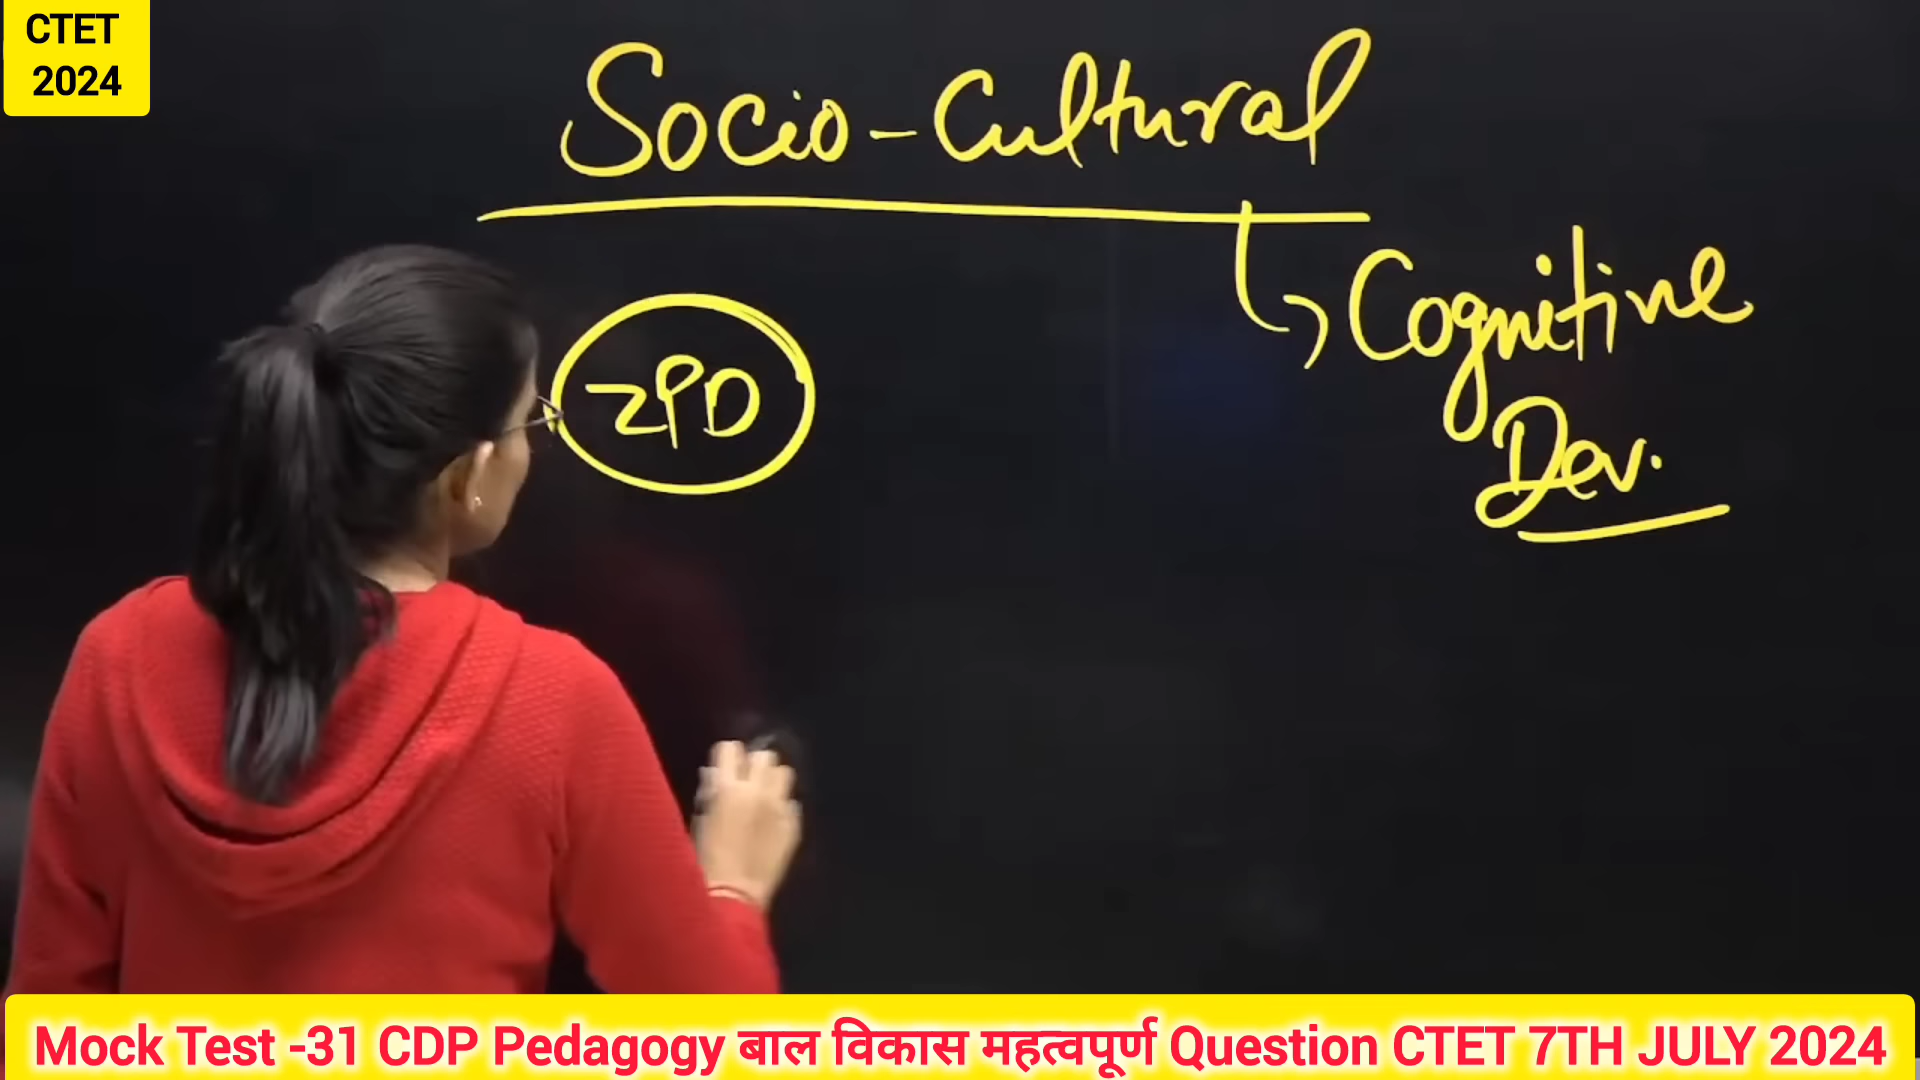 CTET
2024
Socio-Cultural
Cognitive
Dev.
ZPD
Mock Test -31 CDP Pedagogy बाल विकास महत्वपूर्ण Question CTET 7TH JULY 2024